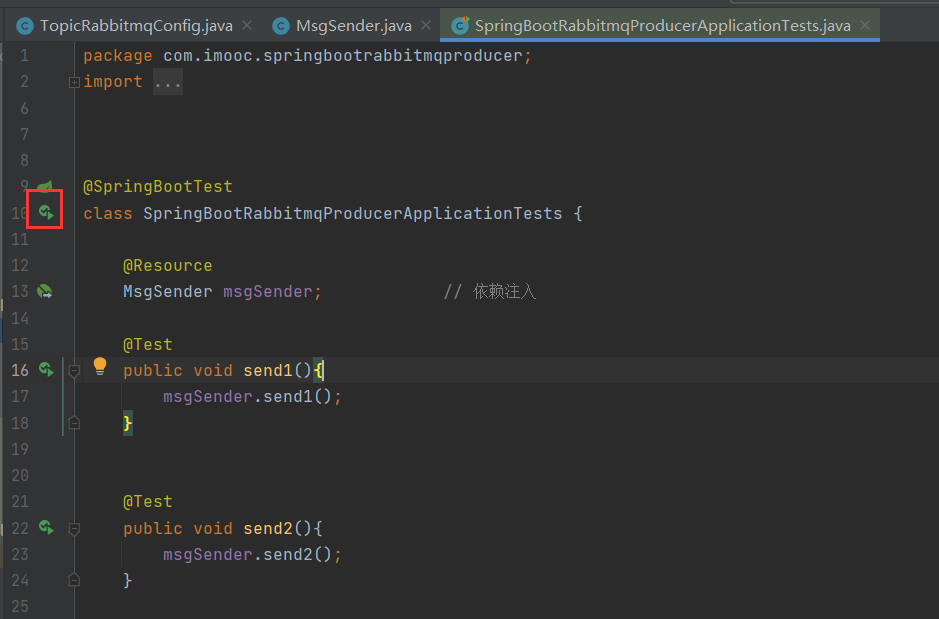 TopicRabbitmqConfig.java MsgSender.java SpringBootRabbitmqProducerApplicationTests.java
1 package com.imooc.springbootrabbitmqproducer;
2 import ...
6
7
8
9 @SpringBootTest
10 class SpringBootRabbitmqProducerApplicationTests {
11
12 @Resource
13 MsgSender msgSender; // 依赖注入
14
15 @Test
16 public void send1(){
17 msgSender.send1();
18 }
19
20
21 @Test
22 public void send2(){
23 msgSender.send2();
24 }
25